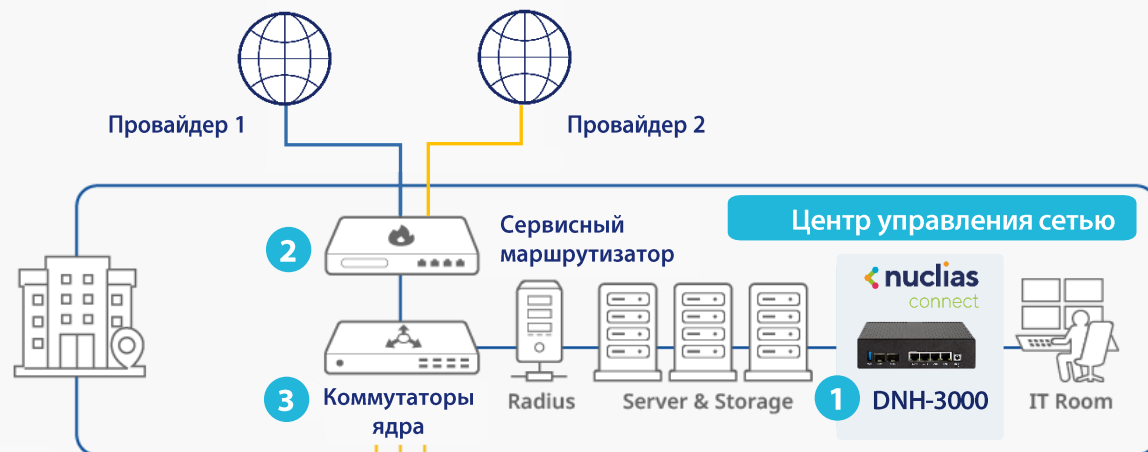 Провайдер 1
Провайдер 2
Центр управления сетью
2
Сервисный
маршрутизатор
nuclias
connect
3
Коммутаторы
ядра
Radius
Server & Storage
1
DNH-3000
IT Room